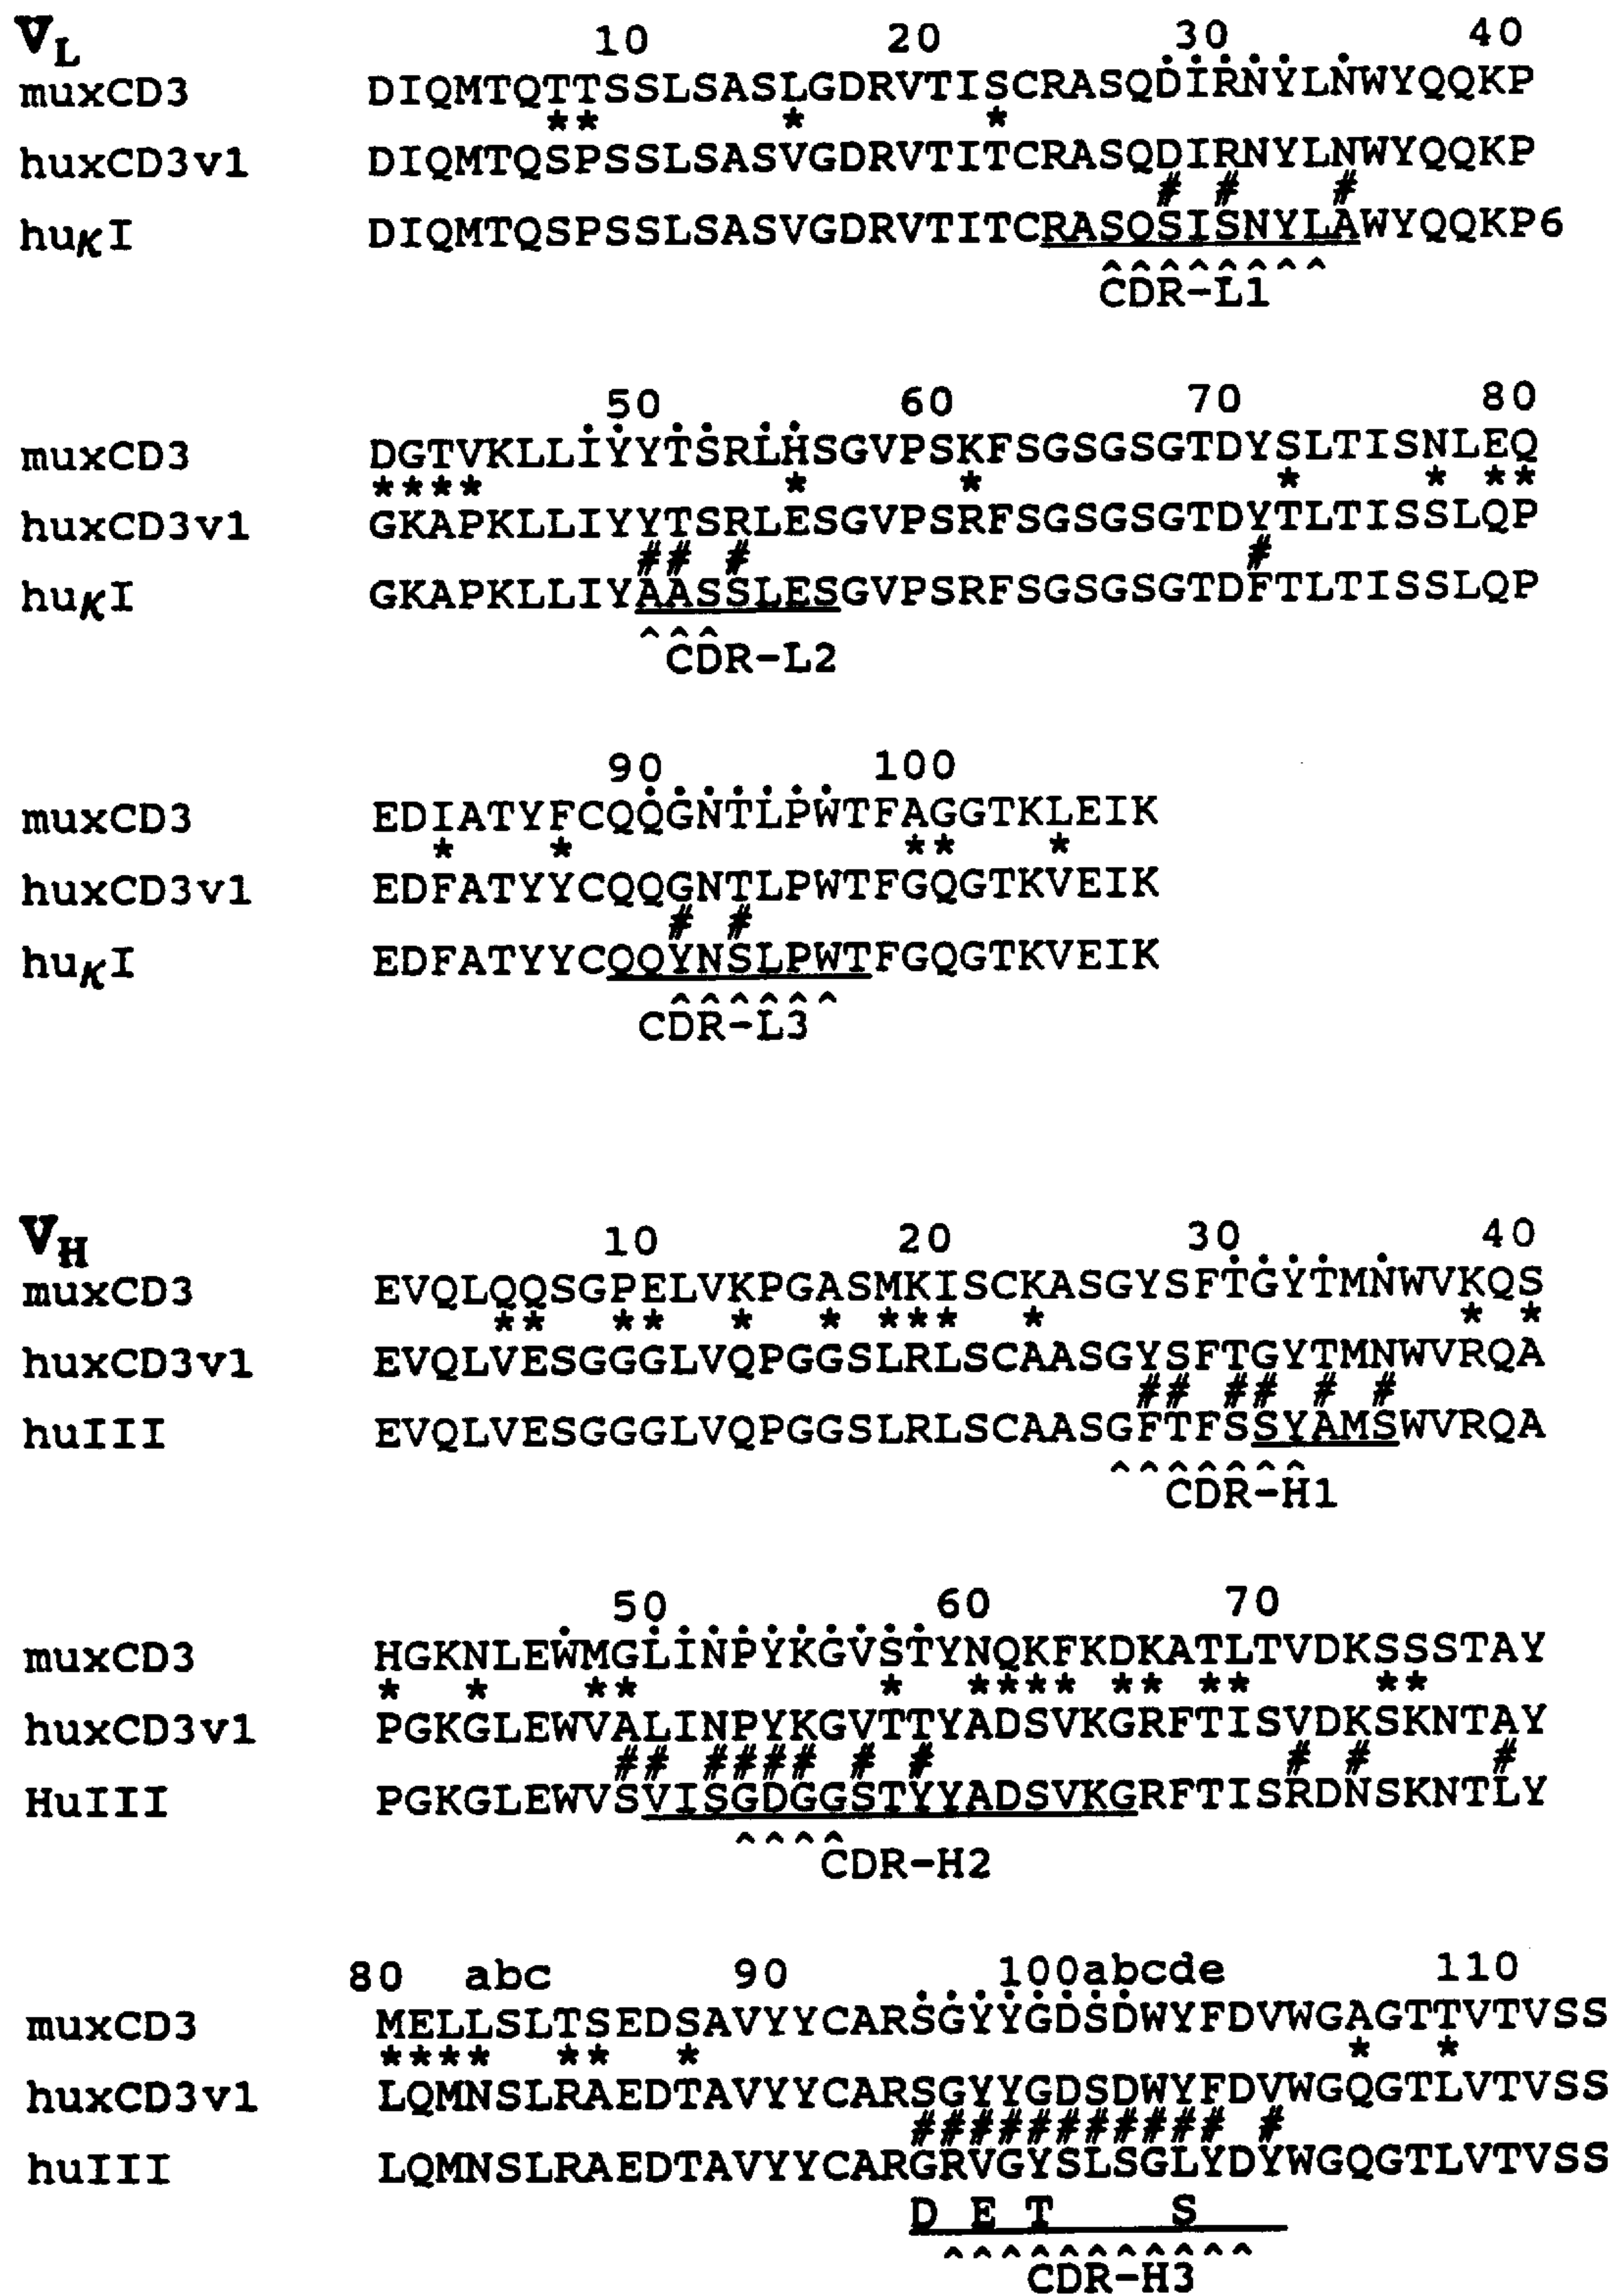 VL 10 20 30 40
muxCD3 DIQMTQTTSSLSASLGDRVTISCRASQDIRNYLNWYQQKP
** * *
huxCD3v1 DIQMTQSPSSLSASVGDRVTITCRASQDIRNYLNWYQQKP
# # #
huκI DIQMTQSPSSLSASVGDRVTITCRASQSISNYLAWYQQKP6
^^^^^^^^
CDR-L1
50 60 70 80
muxCD3 DGTVKLLIYYTSRLHSGVPSKFSGSGSGTDYSLTISNLEQ
**** * * * * **
huxCD3v1 GKAPKLLIYYTSRLESGVPSRFSGSGSGTDYTLTISSLQP
## # #
huκI GKAPKLLIYAASSLESGVPSRFSGSGSGTDFTLTISSLQP
^^^
CDR-L2
90 100
muxCD3 EDIATYFCQQGNTLPWTFAGGTKLEIK
* * ** *
huxCD3v1 EDFATYYCQQGNTLPWTFGQGTKVEIK
# #
huκI EDFATYYCQQYNSLPWTFGQGTKVEIK
^^^^^^
CDR-L3
VH 10 20 30 40
muxCD3 EVQLQQSGPELVKPGASMKISCKASGYSFTGYTMNWVKQS
** ** * * *** * * *
huxCD3v1 EVQLVESGGGLVQPGGSLRLSCAASGYSFTGYTMNWVRQA
## ## # #
huIII EVQLVESGGGLVQPGGSLRLSCAASGFTFSSYAMSWVRQA
^^^^^^^
CDR-H1
50 60 70
muxCD3 HGKNLEWMGLINPYKGVSTYNQKFKDKATLTVDKSSSTAY
* * ** * **** ** ** **
huxCD3v1 PGKGLEWVALINPYKGVTTYADSVKGRFTISVDKSKNTAY
## #### # # # # #
HuIII PGKGLEWVSVISGDGGSTYYADSVKGRFTISRDNSKNTLY
^^^^
CDR-H2
80 abc 90 100abcde 110
muxCD3 MELLSLTSEDSAVYYCARSGYYGDSDWYFDVWGAGTTVTVSS
**** ** * * *
huxCD3v1 LQMNSLRAEDTAVYYCARSGYYGDSDWYFDVWGQGTLVTVSS
########### #
huIII LQMNSLRAEDTAVYYCARGRVGYSLSGLYDYWGQGTLVTVSS
D E T S
^^^^^^^^^^^
CDR-H3